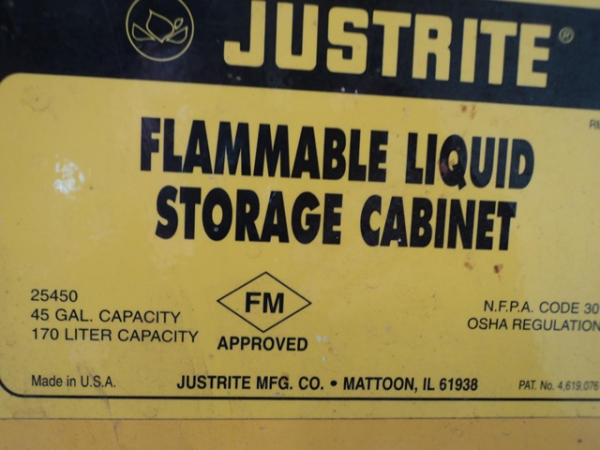 JUSTRITE®
FLAMMABLE LIQUID
STORAGE CABINET
25450
45 GAL. CAPACITY
170 LITER CAPACITY
FM
APPROVED
N.F.P.A. CODE 30
OSHA REGULATION
Made in U.S.A.
JUSTRITE MFG. CO. • MATTOON, IL 61938
PAT. No. 4,619,076